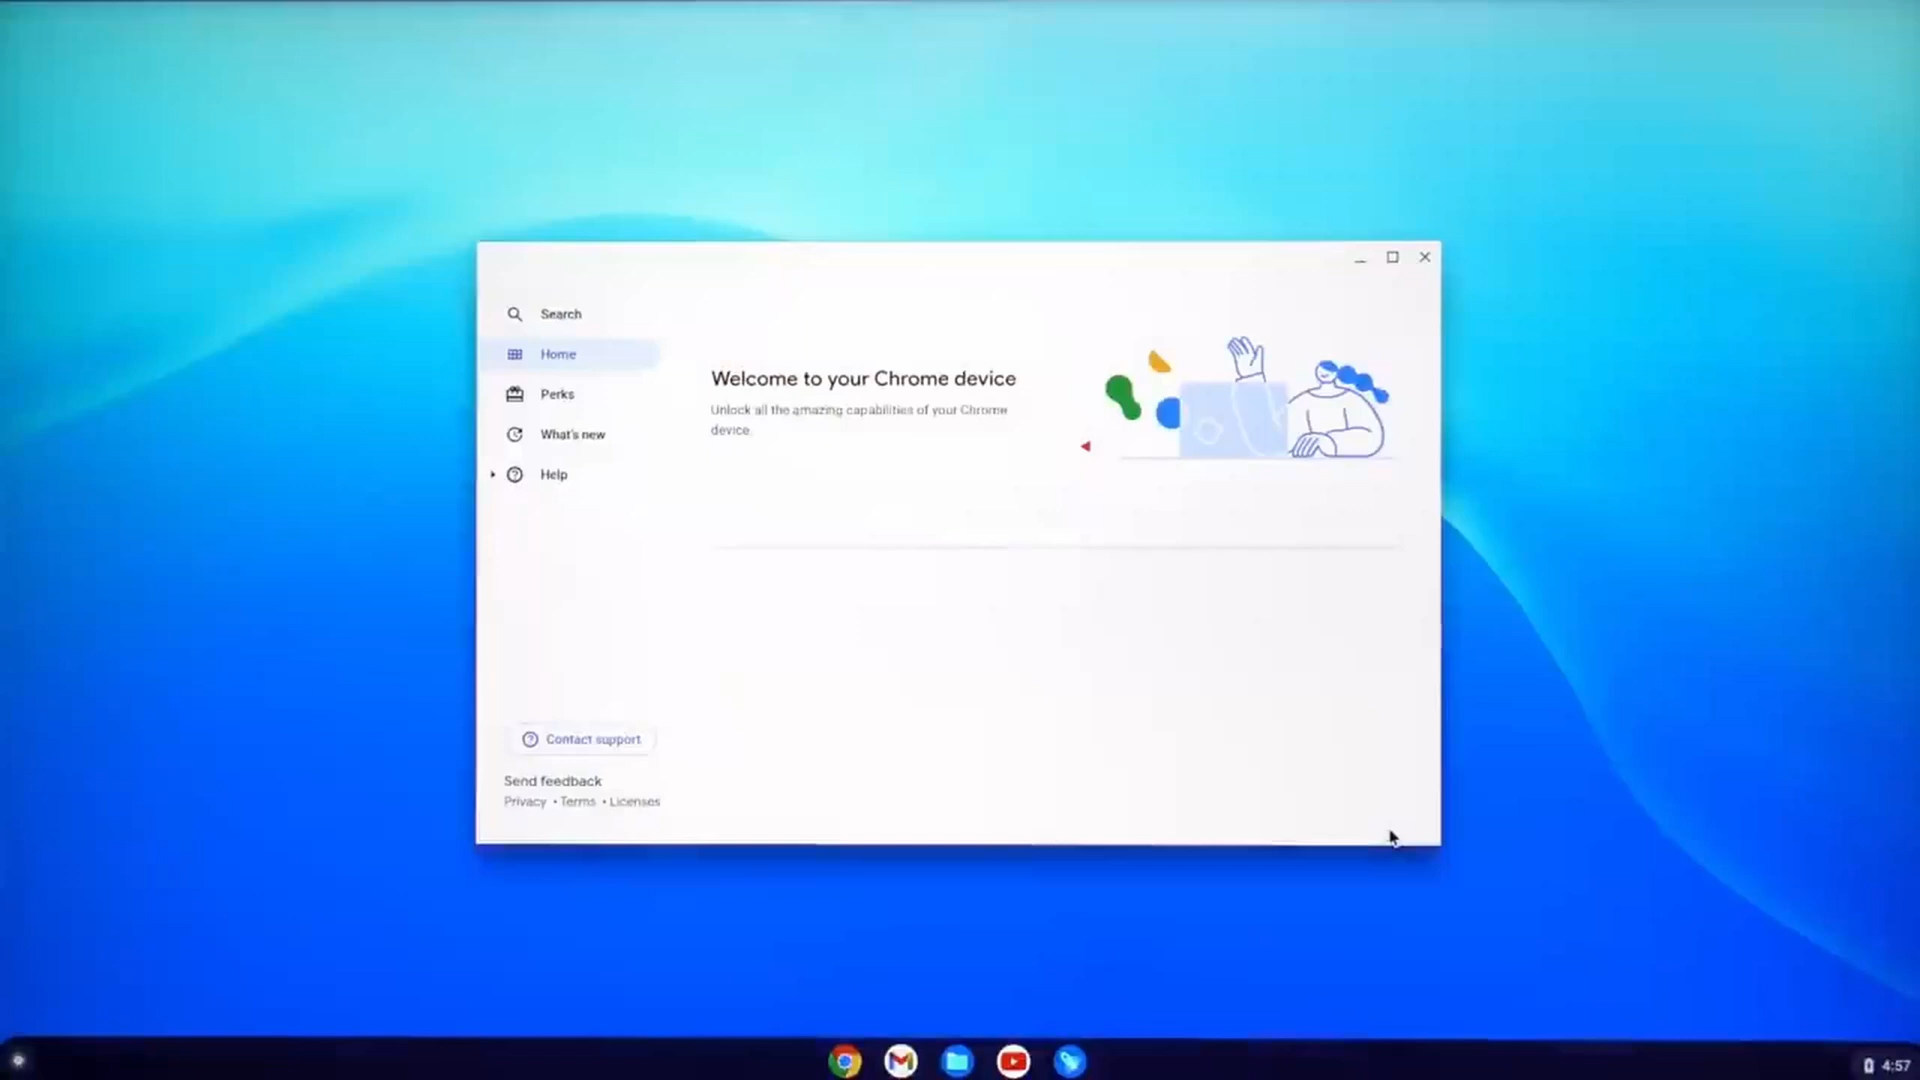 Search
Home
Perks
What's new
Help
Welcome to your Chrome device
Unlock all the amazing capabilities of your Chrome
device.
Contact support
Send feedback
Privacy • Terms • Licenses
4:57